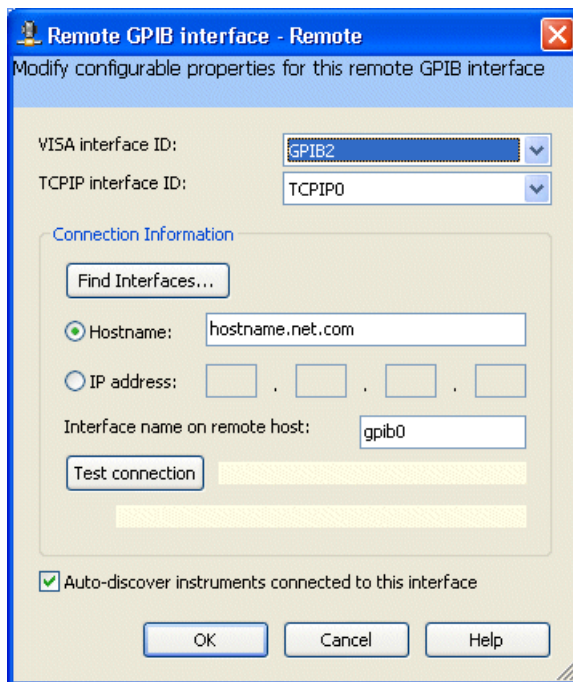 Remote GPIB interface - Remote
Modify configurable properties for this remote GPIB interface
VISA interface ID: GPIB2
TCPIP interface ID: TCPIP0
Connection Information
Find Interfaces...
Hostname: hostname.net.com
IP address: . . .
Interface name on remote host: gpib0
Test connection
Auto-discover instruments connected to this interface
OK Cancel Help